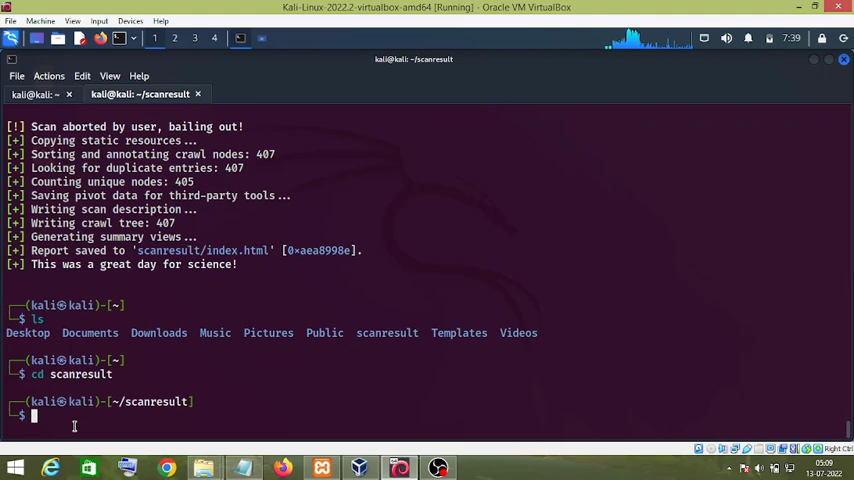 Kali-Linux-2022.2-virtualbox-amd64 [Running] - Oracle VM VirtualBox
File Machine View Input Devices Help
1 2 3 4 7:39
kali@kali: ~/scanresult
File Actions Edit View Help
kali@kali: ~ × kali@kali: ~/scanresult ×
[!] Scan aborted by user, bailing out!
[+] Copying static resources...
[+] Sorting and annotating crawl nodes: 407
[+] Looking for duplicate entries: 407
[+] Counting unique nodes: 405
[+] Saving pivot data for third-party tools...
[+] Writing scan description...
[+] Writing crawl tree: 407
[+] Generating summary views...
[+] Report saved to 'scanresult/index.html' [0×aea8998e].
[+] This was a great day for science!
┌──(kali㉿kali)-[~]
└─$ ls
Desktop Documents Downloads Music Pictures Public scanresult Templates Videos
┌──(kali㉿kali)-[~]
└─$ cd scanresult
┌──(kali㉿kali)-[~/scanresult]
└─$
Right Ctrl
05:09
13-07-2022